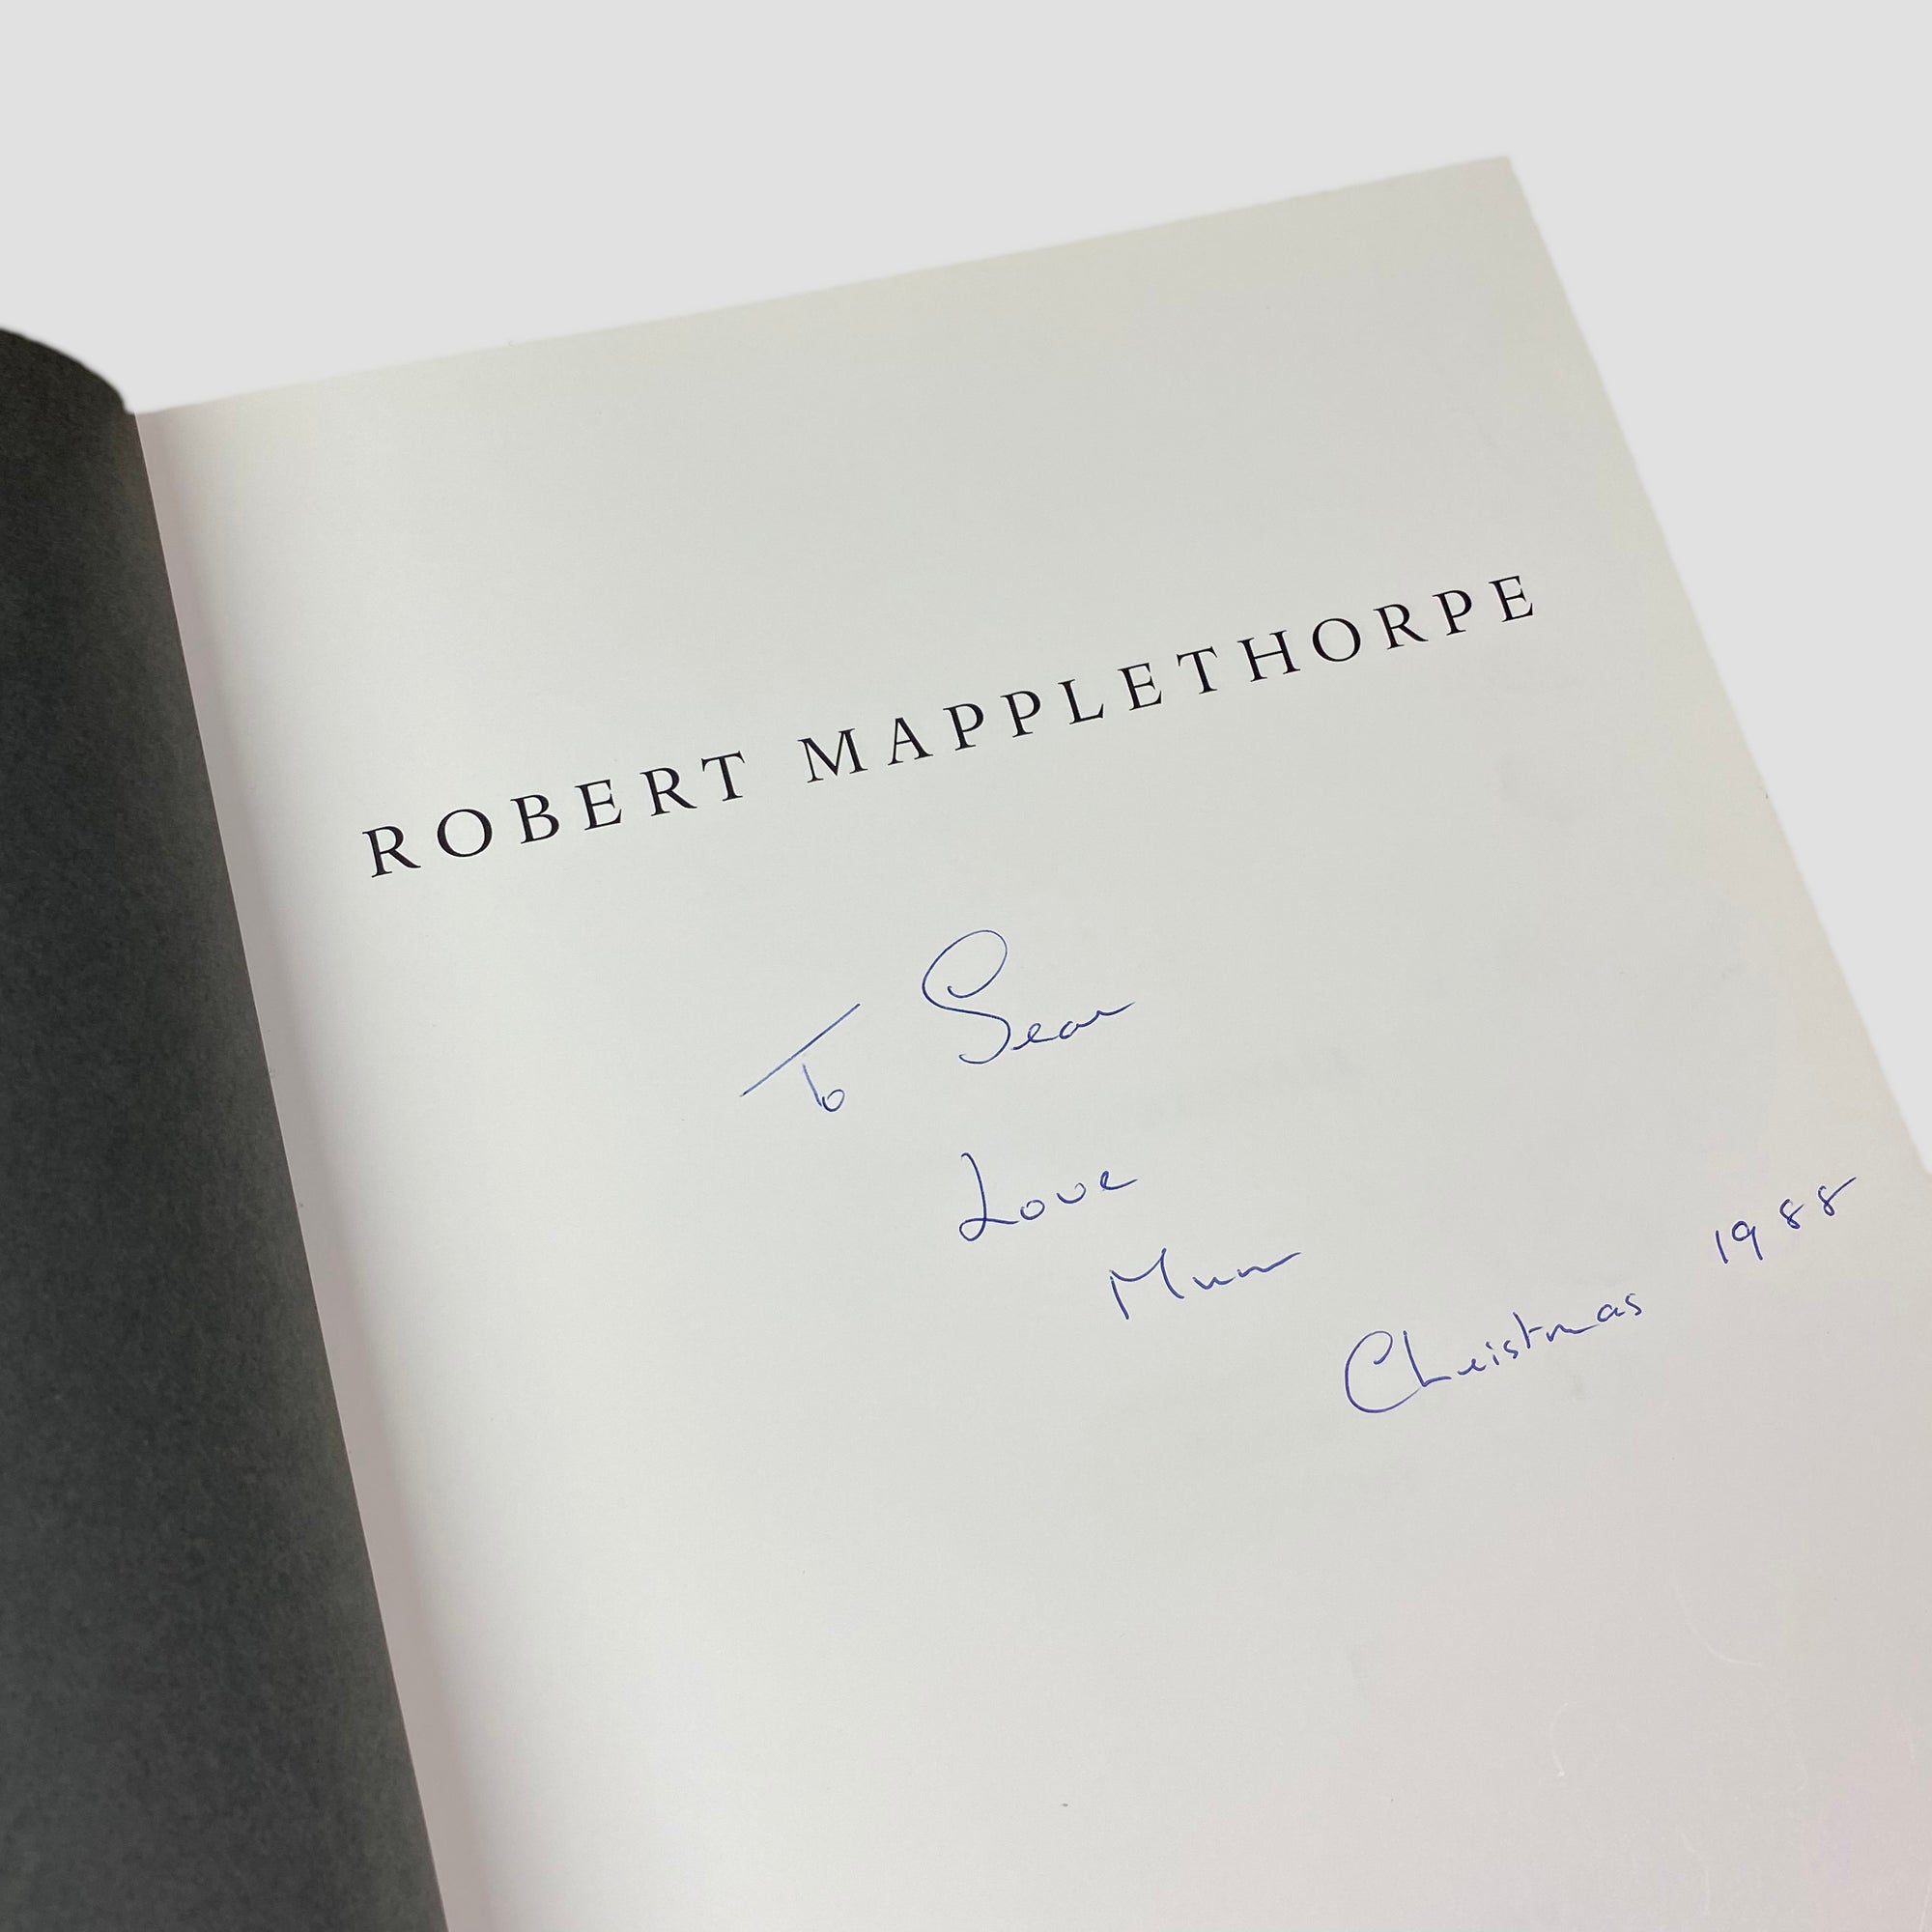 ROBERT MAPPLETHORPE
To Sean
Love
Mum
Christmas 1988